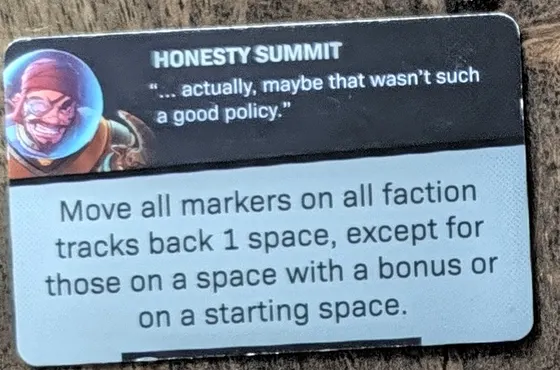 HONESTY SUMMIT
“... actually, maybe that wasn’t such
a good policy.”
Move all markers on all faction
tracks back 1 space, except for
those on a space with a bonus or
on a starting space.